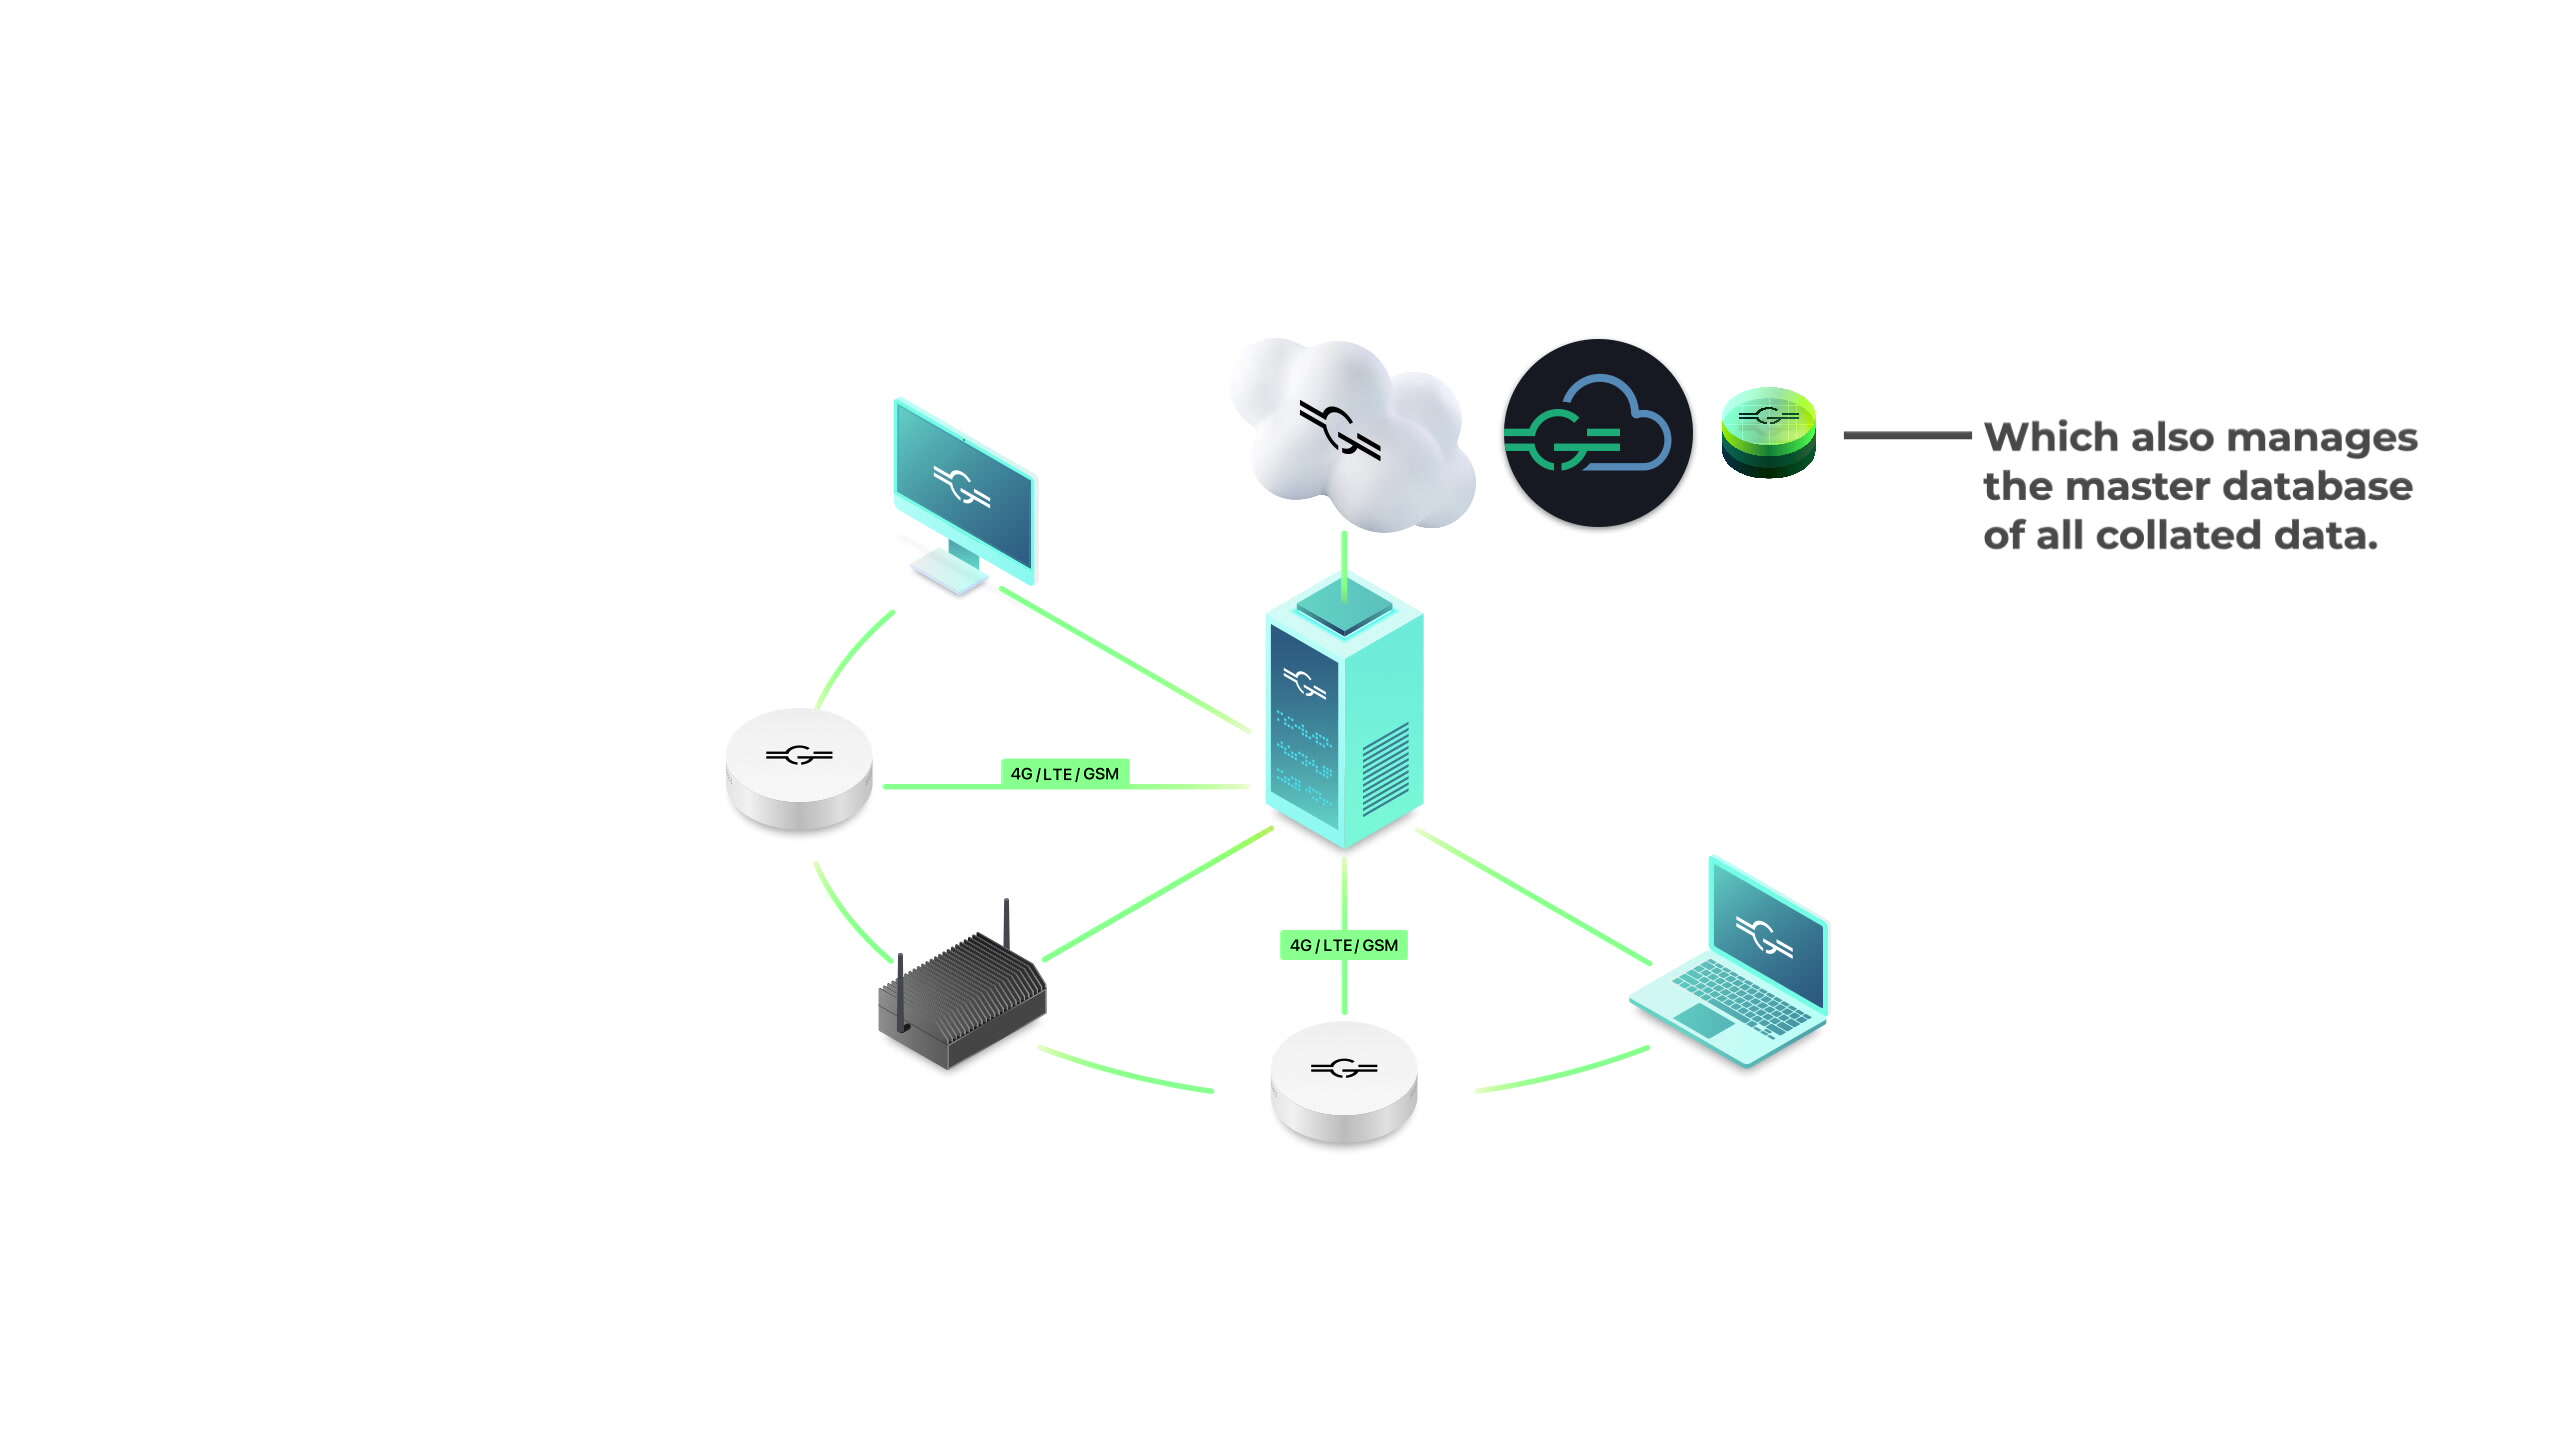 Which also manages
the master database
of all collated data.
4G/LTE/GSM
4G/LTE/GSM